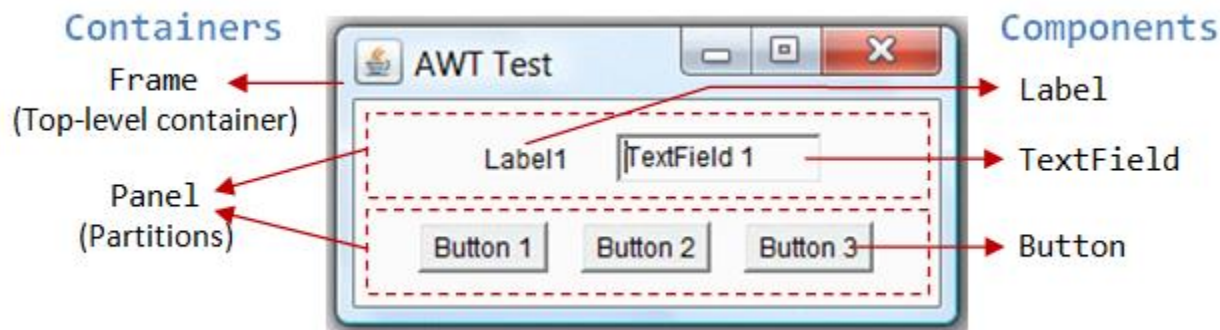 Containers
Components
AWT Test
Frame
(Top-level container)
Label
Label1
TextField 1
TextField
Panel
(Partitions)
Button 1
Button 2
Button 3
Button